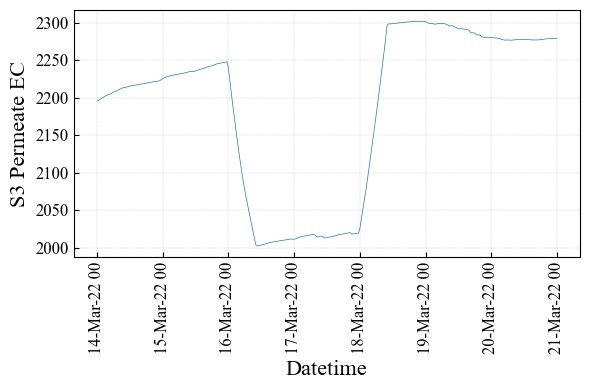 2300
2250
2200
2150
2100
2050
2000
S3 Permeate EC
14-Mar-22 00
15-Mar-22 00
16-Mar-22 00
17-Mar-22 00
18-Mar-22 00
19-Mar-22 00
20-Mar-22 00
21-Mar-22 00
Datetime